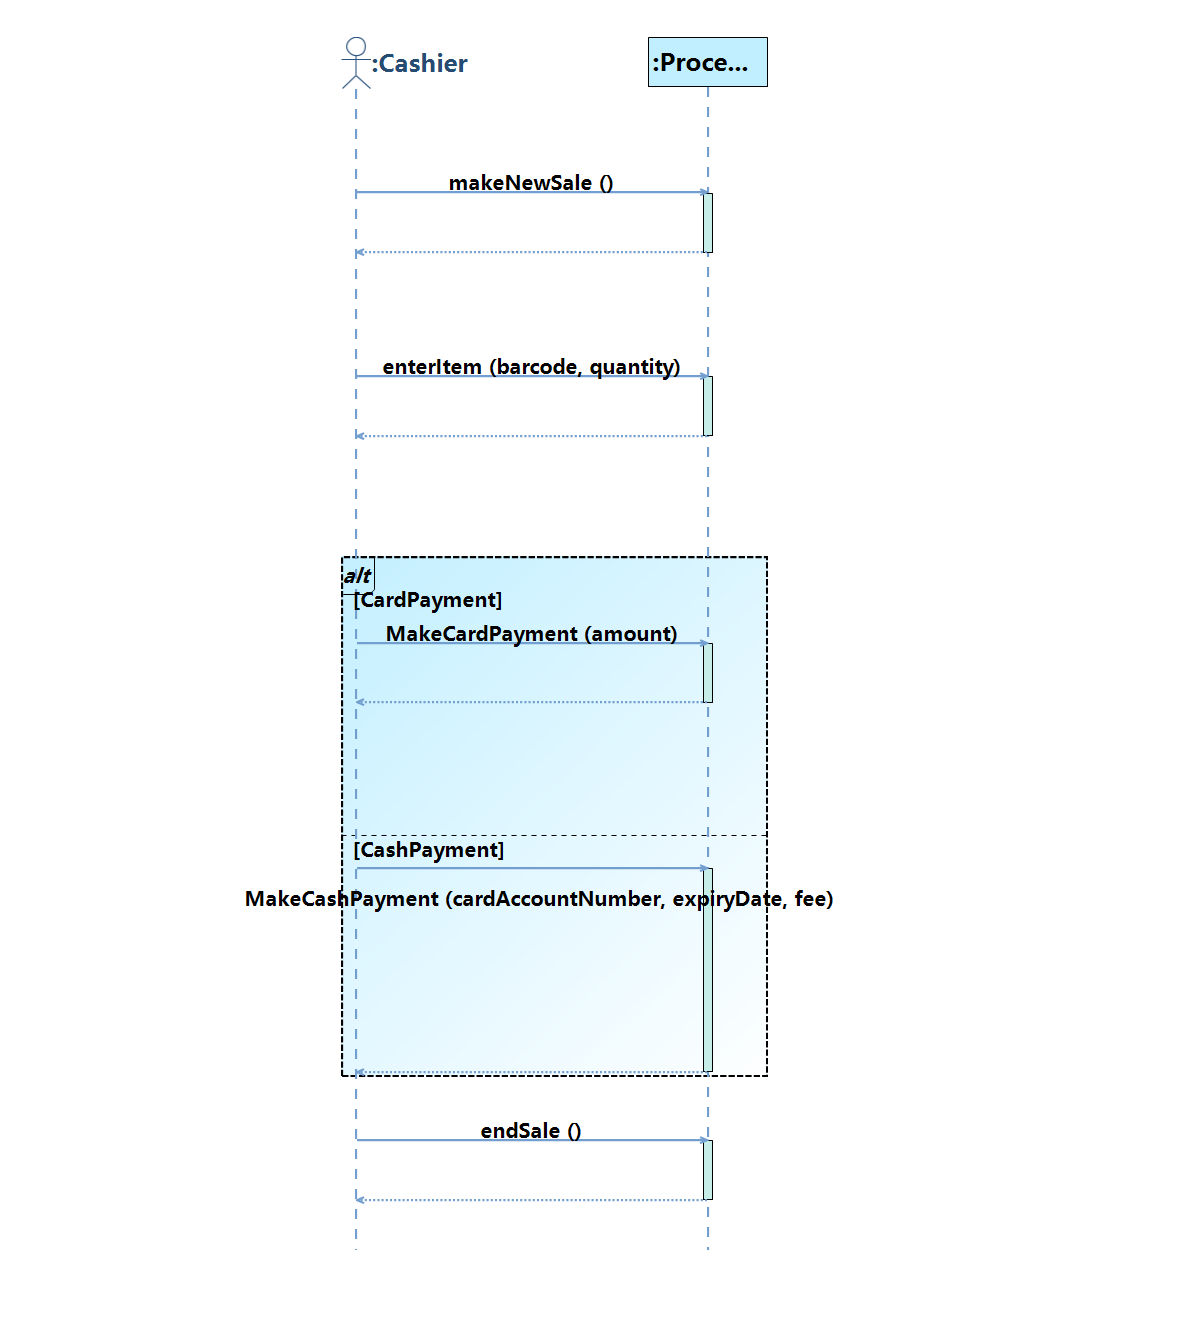 :Cashier
:Proce...
makeNewSale ()
enterItem (barcode, quantity)
alt
[CardPayment]
MakeCardPayment (amount)
[CashPayment]
MakeCashPayment (cardAccountNumber, expiryDate, fee)
endSale ()